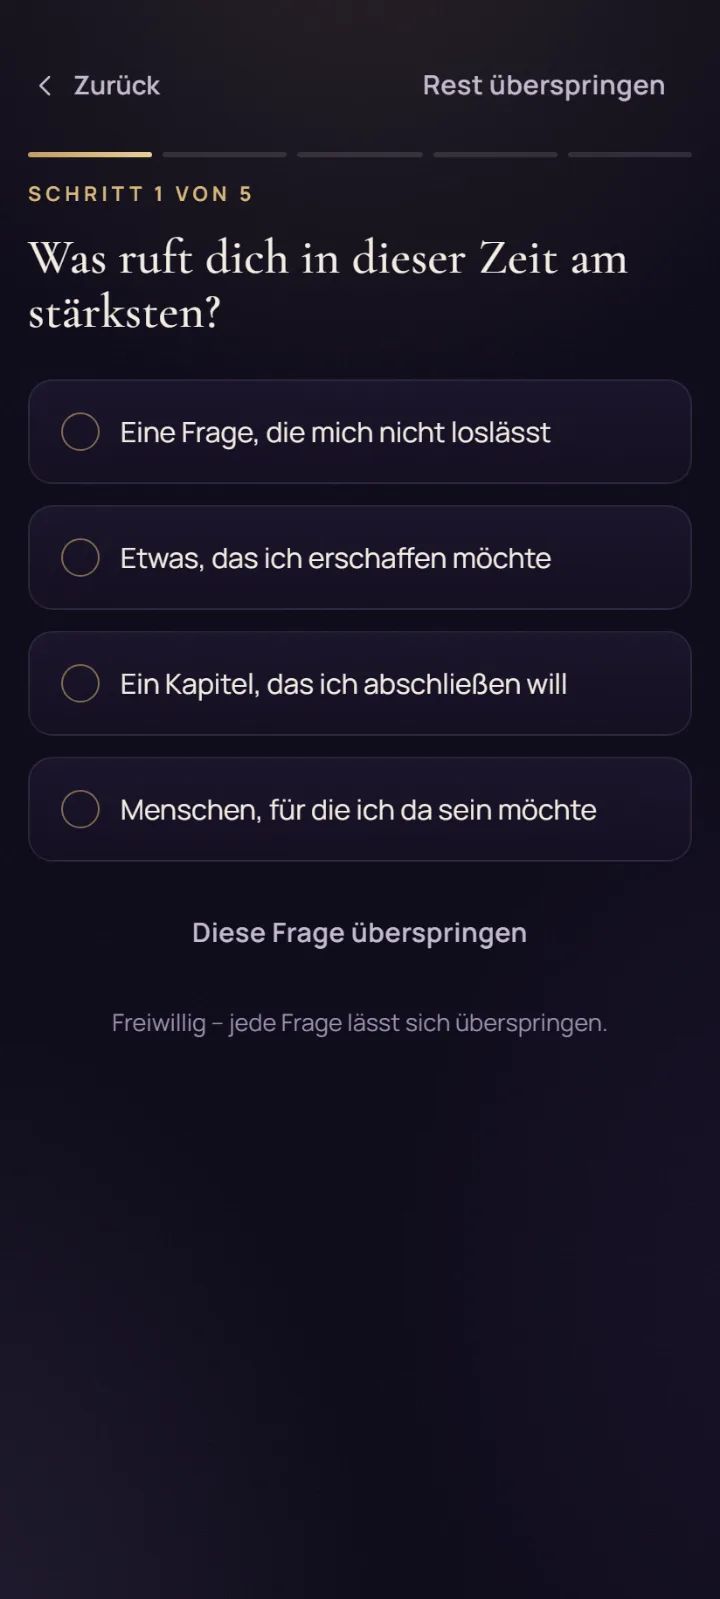 Zurück
Rest überspringen
SCHRITT 1 VON 5
Was ruft dich in dieser Zeit am
stärksten?
Eine Frage, die mich nicht loslässt
Etwas, das ich erschaffen möchte
Ein Kapitel, das ich abschließen will
Menschen, für die ich da sein möchte
Diese Frage überspringen
Freiwillig – jede Frage lässt sich überspringen.